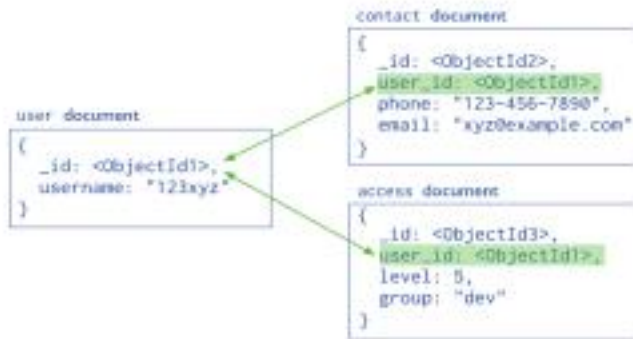 contact document
{
_id: <ObjectId2>,
user_id: <ObjectId1>,
phone: "123-456-7890",
email: "xyz@example.com"
}
user document
{
_id: <ObjectId1>,
username: "123xyz"
}
access document
{
_id: <ObjectId3>,
user_id: <ObjectId1>,
level: 5,
group: "dev"
}